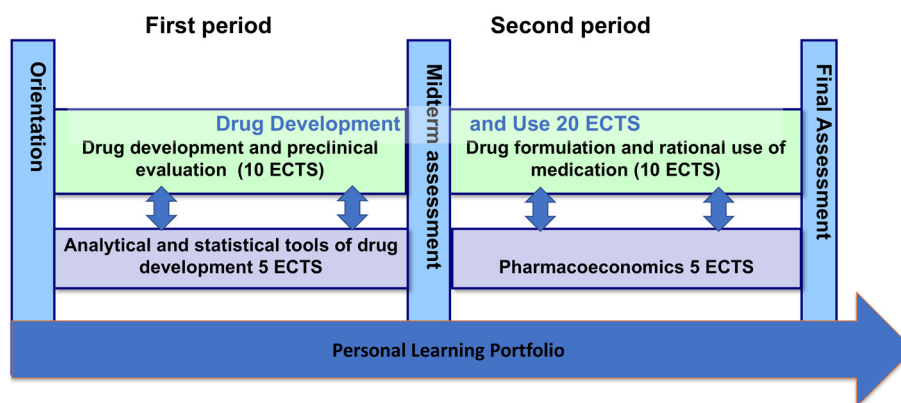 First period
Second period
Orientation
Midterm assessment
Final Assessment
Drug Development and Use 20 ECTS
Drug development and preclinical
evaluation (10 ECTS)
Drug formulation and rational use of
medication (10 ECTS)
Analytical and statistical tools of drug
development 5 ECTS
Pharmacoeconomics 5 ECTS
Personal Learning Portfolio